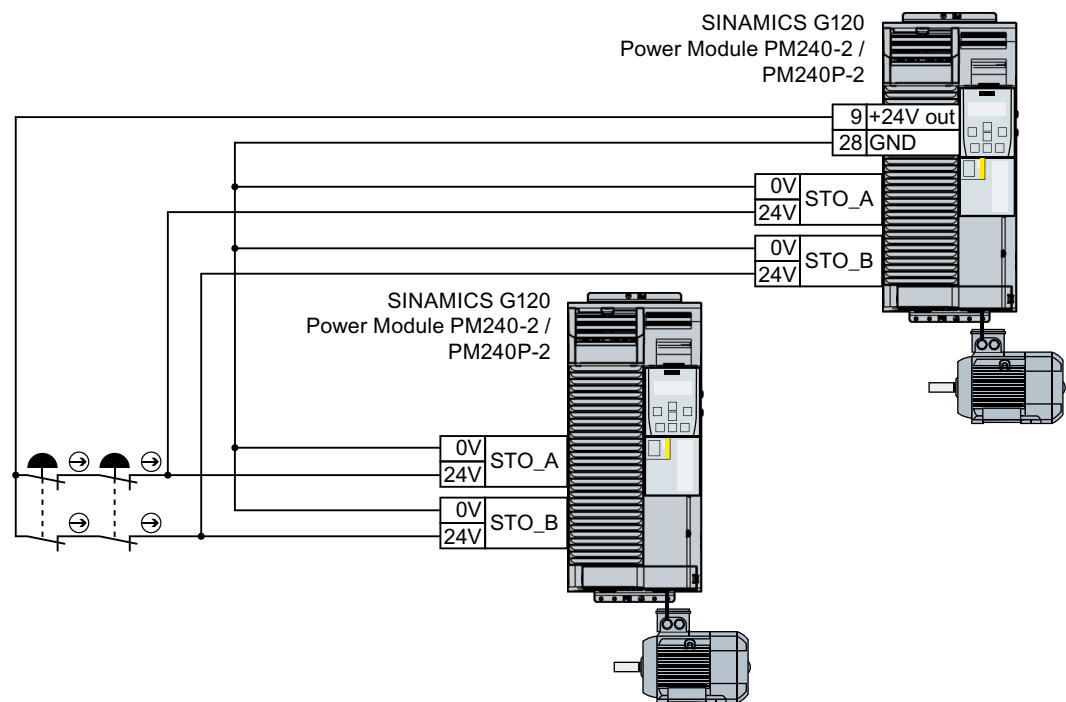 SINAMICS G120
Power Module PM240-2 /
PM240P-2
9 +24V out
28 GND
0V
STO_A
24V
0V
STO_B
24V
SINAMICS G120
Power Module PM240-2 /
PM240P-2
0V
STO_A
24V
0V
STO_B
24V